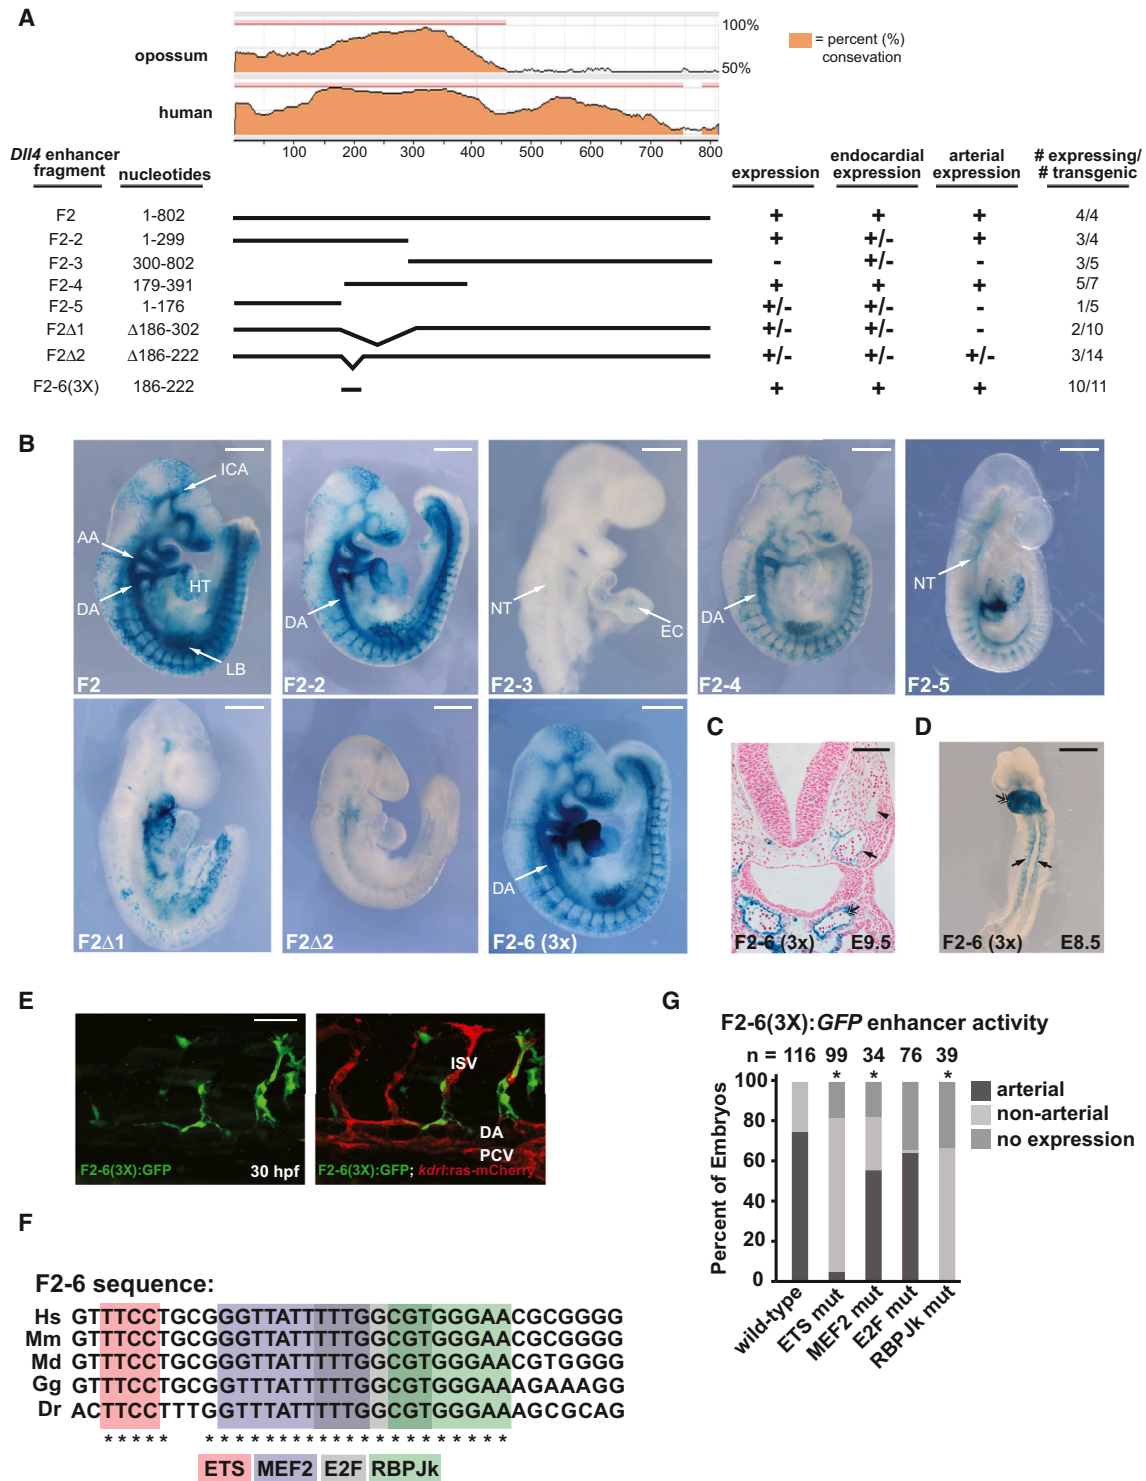 A
opossum
100%
50%
= percent (%)
consevation
human
100 200 300 400 500 600 700 800
Dll4 enhancer
fragment
nucleotides
expression
endocardial
expression
arterial
expression
# expressing/
# transgenic
F2 1-802 + + + 4/4
F2-2 1-299 + +/- + 3/4
F2-3 300-802 - +/- - 3/5
F2-4 179-391 + + + 5/7
F2-5 1-176 +/- +/- - 1/5
F2Δ1 Δ186-302 +/- +/- - 2/10
F2Δ2 Δ186-222 +/- +/- +/- 3/14
F2-6(3X) 186-222 + + + 10/11
B
ICA
AA
HT
DA
LB
F2
DA
F2-2
NT
EC
F2-3
DA
F2-4
NT
F2-5
F2Δ1
F2Δ2
DA
F2-6 (3x)
C
F2-6 (3x) E9.5
D
F2-6 (3x) E8.5
E
F2-6(3X):GFP
30 hpf
ISV
DA
PCV
F2-6(3X):GFP; kdrl:ras-mCherry
F
F2-6 sequence:
Hs GTTTCCTGCGGGTTATTTTTGGCGTGGGAACGCGGGG
Mm GTTTCCTGCGGGTTATTTTTGGCGTGGGAACGCGGGG
Md GTTTCCTGCGGGTTATTTTTGGCGTGGGAACGTGGGG
Gg GTTTCCTGCGGTTTATTTTTGGCGTGGGAAAGAAAGG
Dr ACTTCCTTTGGTTTATTTTTGGCGTGGGAAAGCGCAG
* * * * * * * * * * * * * * * * * * * * * * * * * *
ETS MEF2 E2F RBPJk
G
F2-6(3X):GFP enhancer activity
n = 116 99 34 76 39
* * *
Percent of Embryos
100
80
60
40
20
0
arterial
non-arterial
no expression
wild-type
ETS mut
MEF2 mut
E2F mut
RBPJk mut